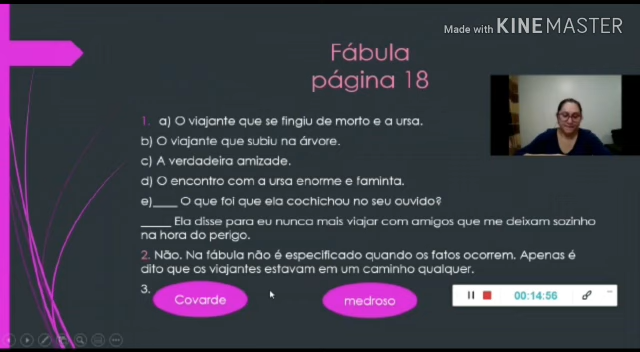 Made with KINEMASTER
Fábula
página 18
1. a) O viajante que se fingiu de morto e a ursa.
b) O viajante que subiu na árvore.
c) A verdadeira amizade.
d) O encontro com a ursa enorme e faminta.
e)____ O que foi que ela cochichou no seu ouvido?
_____ Ela disse para eu nunca mais viajar com amigos que me deixam sozinho
na hora do perigo.
2. Não. Na fábula não é especificado quando os fatos ocorrem. Apenas é
dito que os viajantes estavam em um caminho qualquer.
3. Covarde medroso
00:14:56